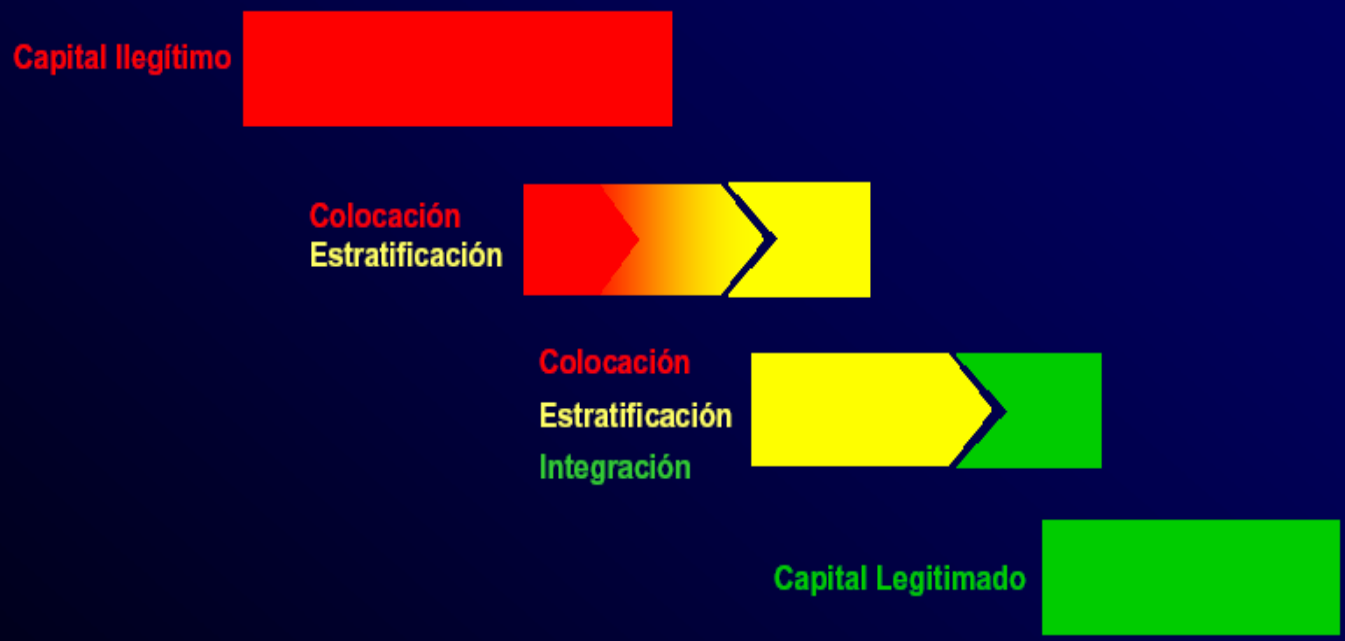 Capital Ilegítimo
Colocación
Estratificación
Colocación
Estratificación
Integración
Capital Legitimado